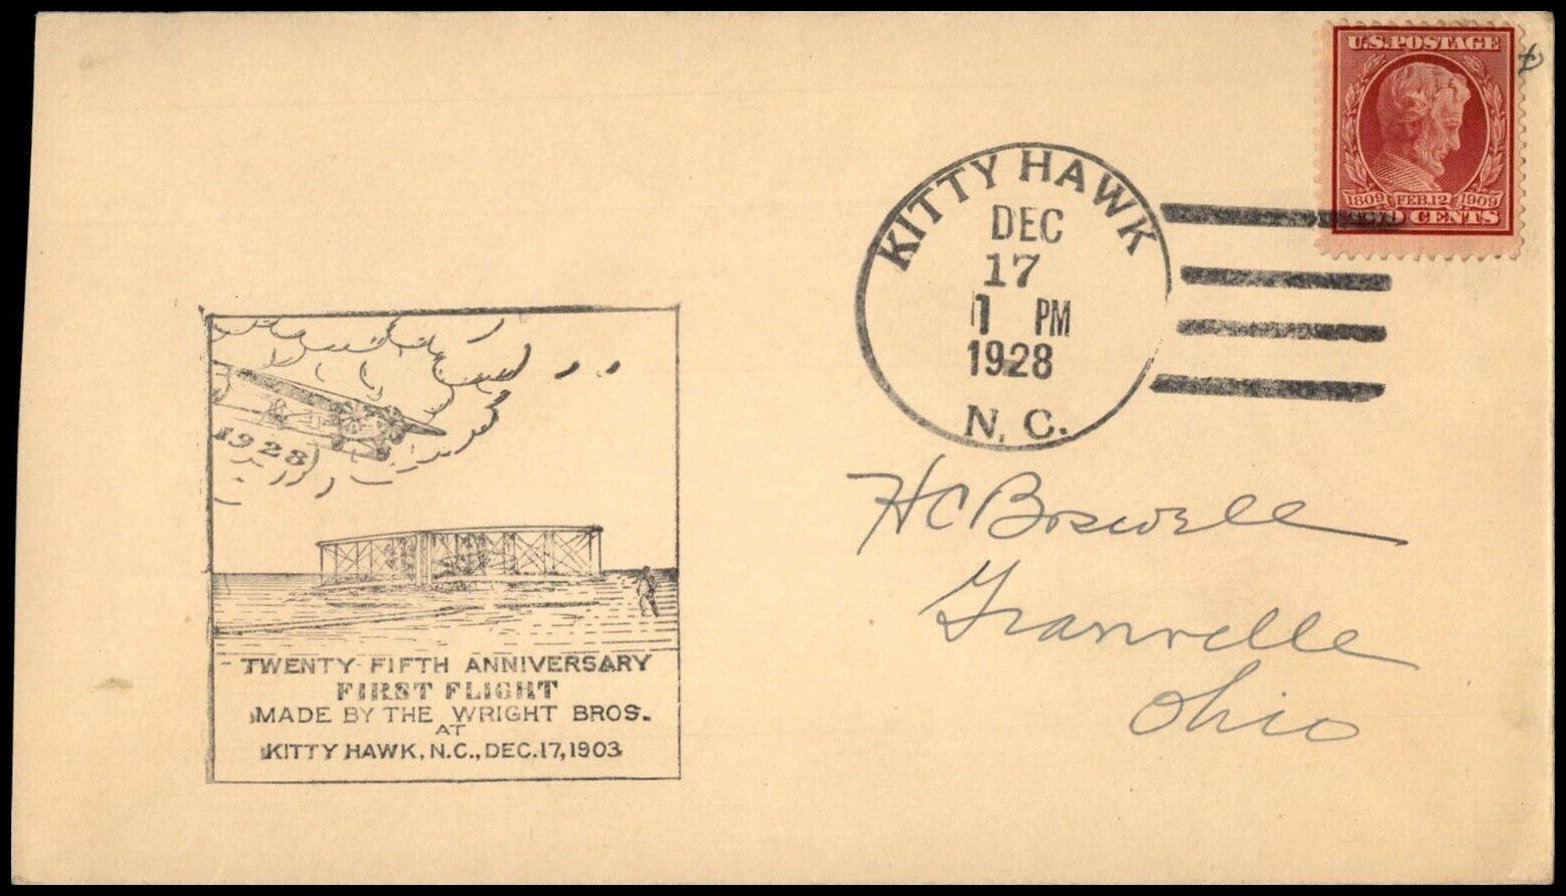 U.S. POSTAGE
1809 FEB. 12 1909
CENTS
KITTY HAWK
DEC
17
1 PM
1928
N. C.
1928
TWENTY-FIFTH ANNIVERSARY
FIRST FLIGHT
MADE BY THE WRIGHT BROS.
AT
KITTY HAWK, N.C., DEC. 17, 1903
H C Boswell
Granville
Ohio